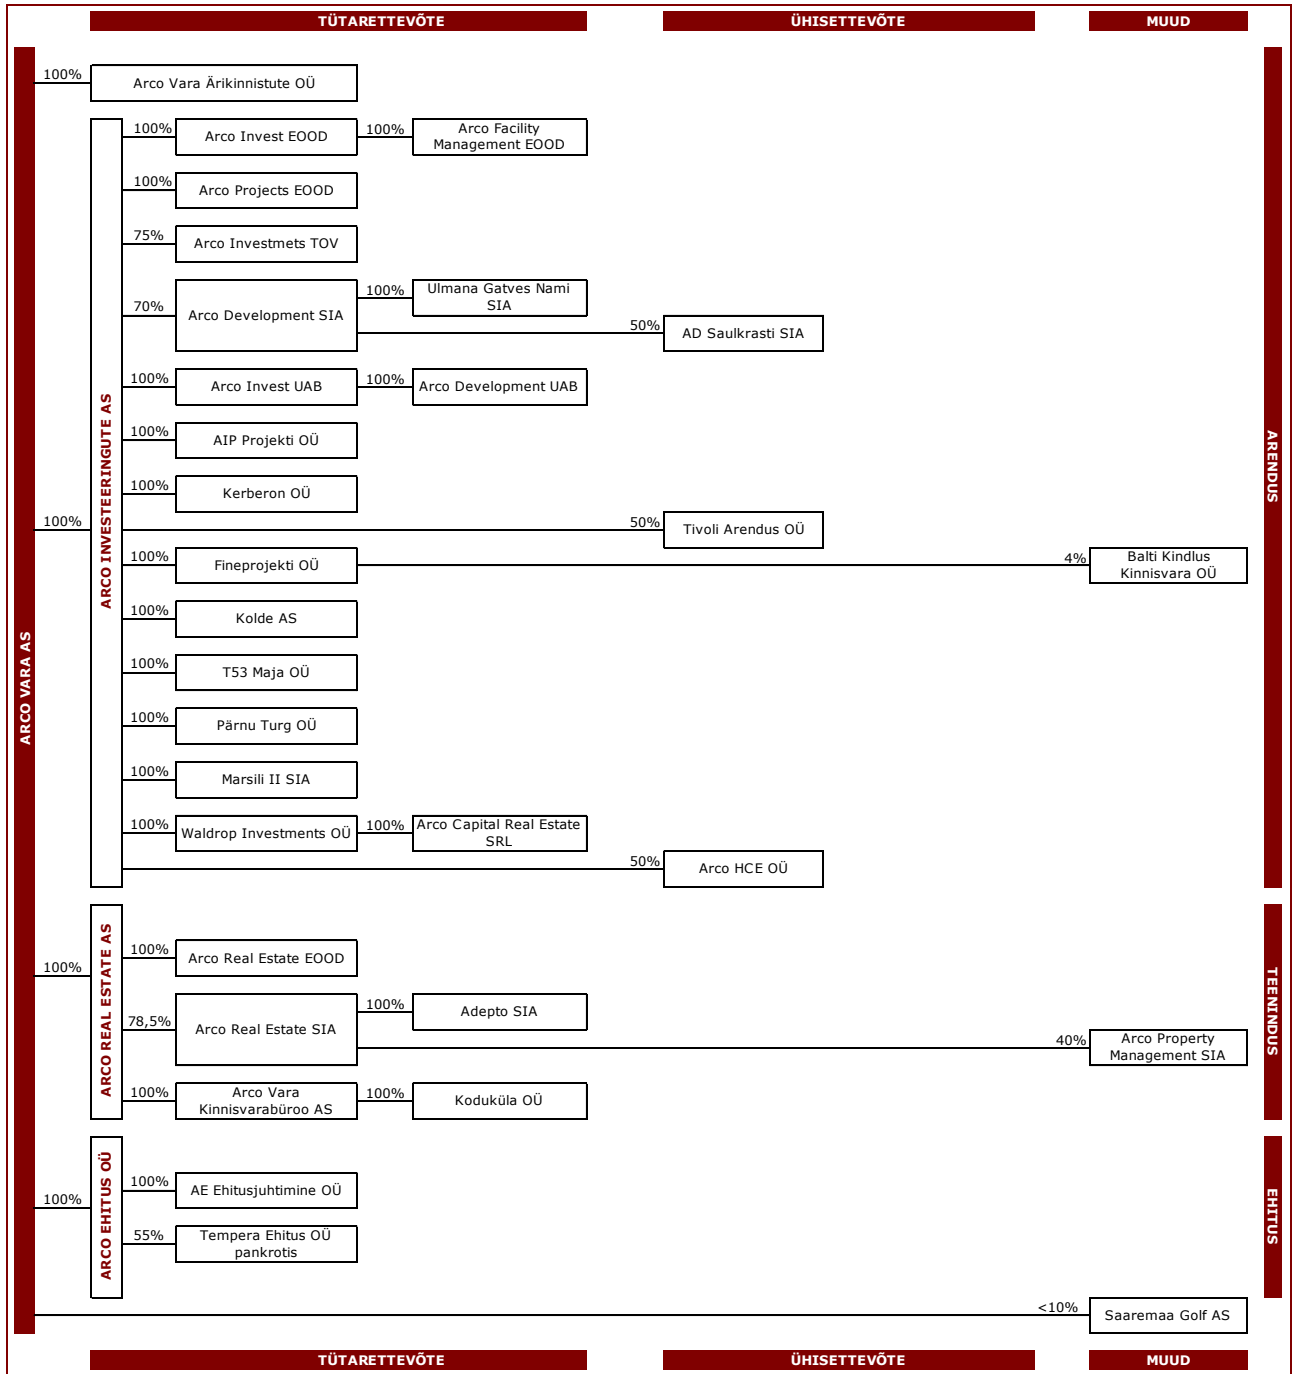 TÜTARETTEVÕTE
ÜHISETTEVÕTE
MUUD
ARCO VARA AS
100%
Arco Vara Ärikinnistute OÜ
100%
ARCO INVESTEERINGUTE AS
100%
Arco Invest EOOD
100%
Arco Facility
Management EOOD
100%
Arco Projects EOOD
75%
Arco Investmets TOV
70%
Arco Development SIA
100%
Ulmana Gatves Nami
SIA
50%
AD Saulkrasti SIA
100%
Arco Invest UAB
100%
Arco Development UAB
100%
AIP Projekti OÜ
100%
Kerberon OÜ
50%
Tivoli Arendus OÜ
100%
Fineprojekti OÜ
4%
Balti Kindlus
Kinnisvara OÜ
100%
Kolde AS
100%
T53 Maja OÜ
100%
Pärnu Turg OÜ
100%
Marsili II SIA
100%
Waldrop Investments OÜ
100%
Arco Capital Real Estate
SRL
50%
Arco HCE OÜ
ARENDUS
100%
ARCO REAL ESTATE AS
100%
Arco Real Estate EOOD
78,5%
Arco Real Estate SIA
100%
Adepto SIA
40%
Arco Property
Management SIA
100%
Arco Vara
Kinnisvarabüroo AS
100%
Koduküla OÜ
TEENINDUS
100%
ARCO EHITUS OÜ
100%
AE Ehitusjuhtimine OÜ
55%
Tempera Ehitus OÜ
pankrotis
EHITUS
<10%
Saaremaa Golf AS
TÜTARETTEVÕTE
ÜHISETTEVÕTE
MUUD